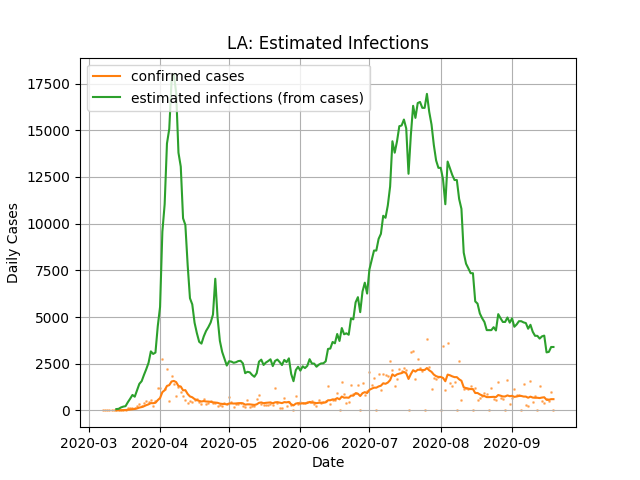 LA: Estimated Infections
confirmed cases
estimated infections (from cases)
17500
15000
12500
10000
7500
5000
2500
0
Daily Cases
2020-03 2020-04 2020-05 2020-06 2020-07 2020-08 2020-09
Date